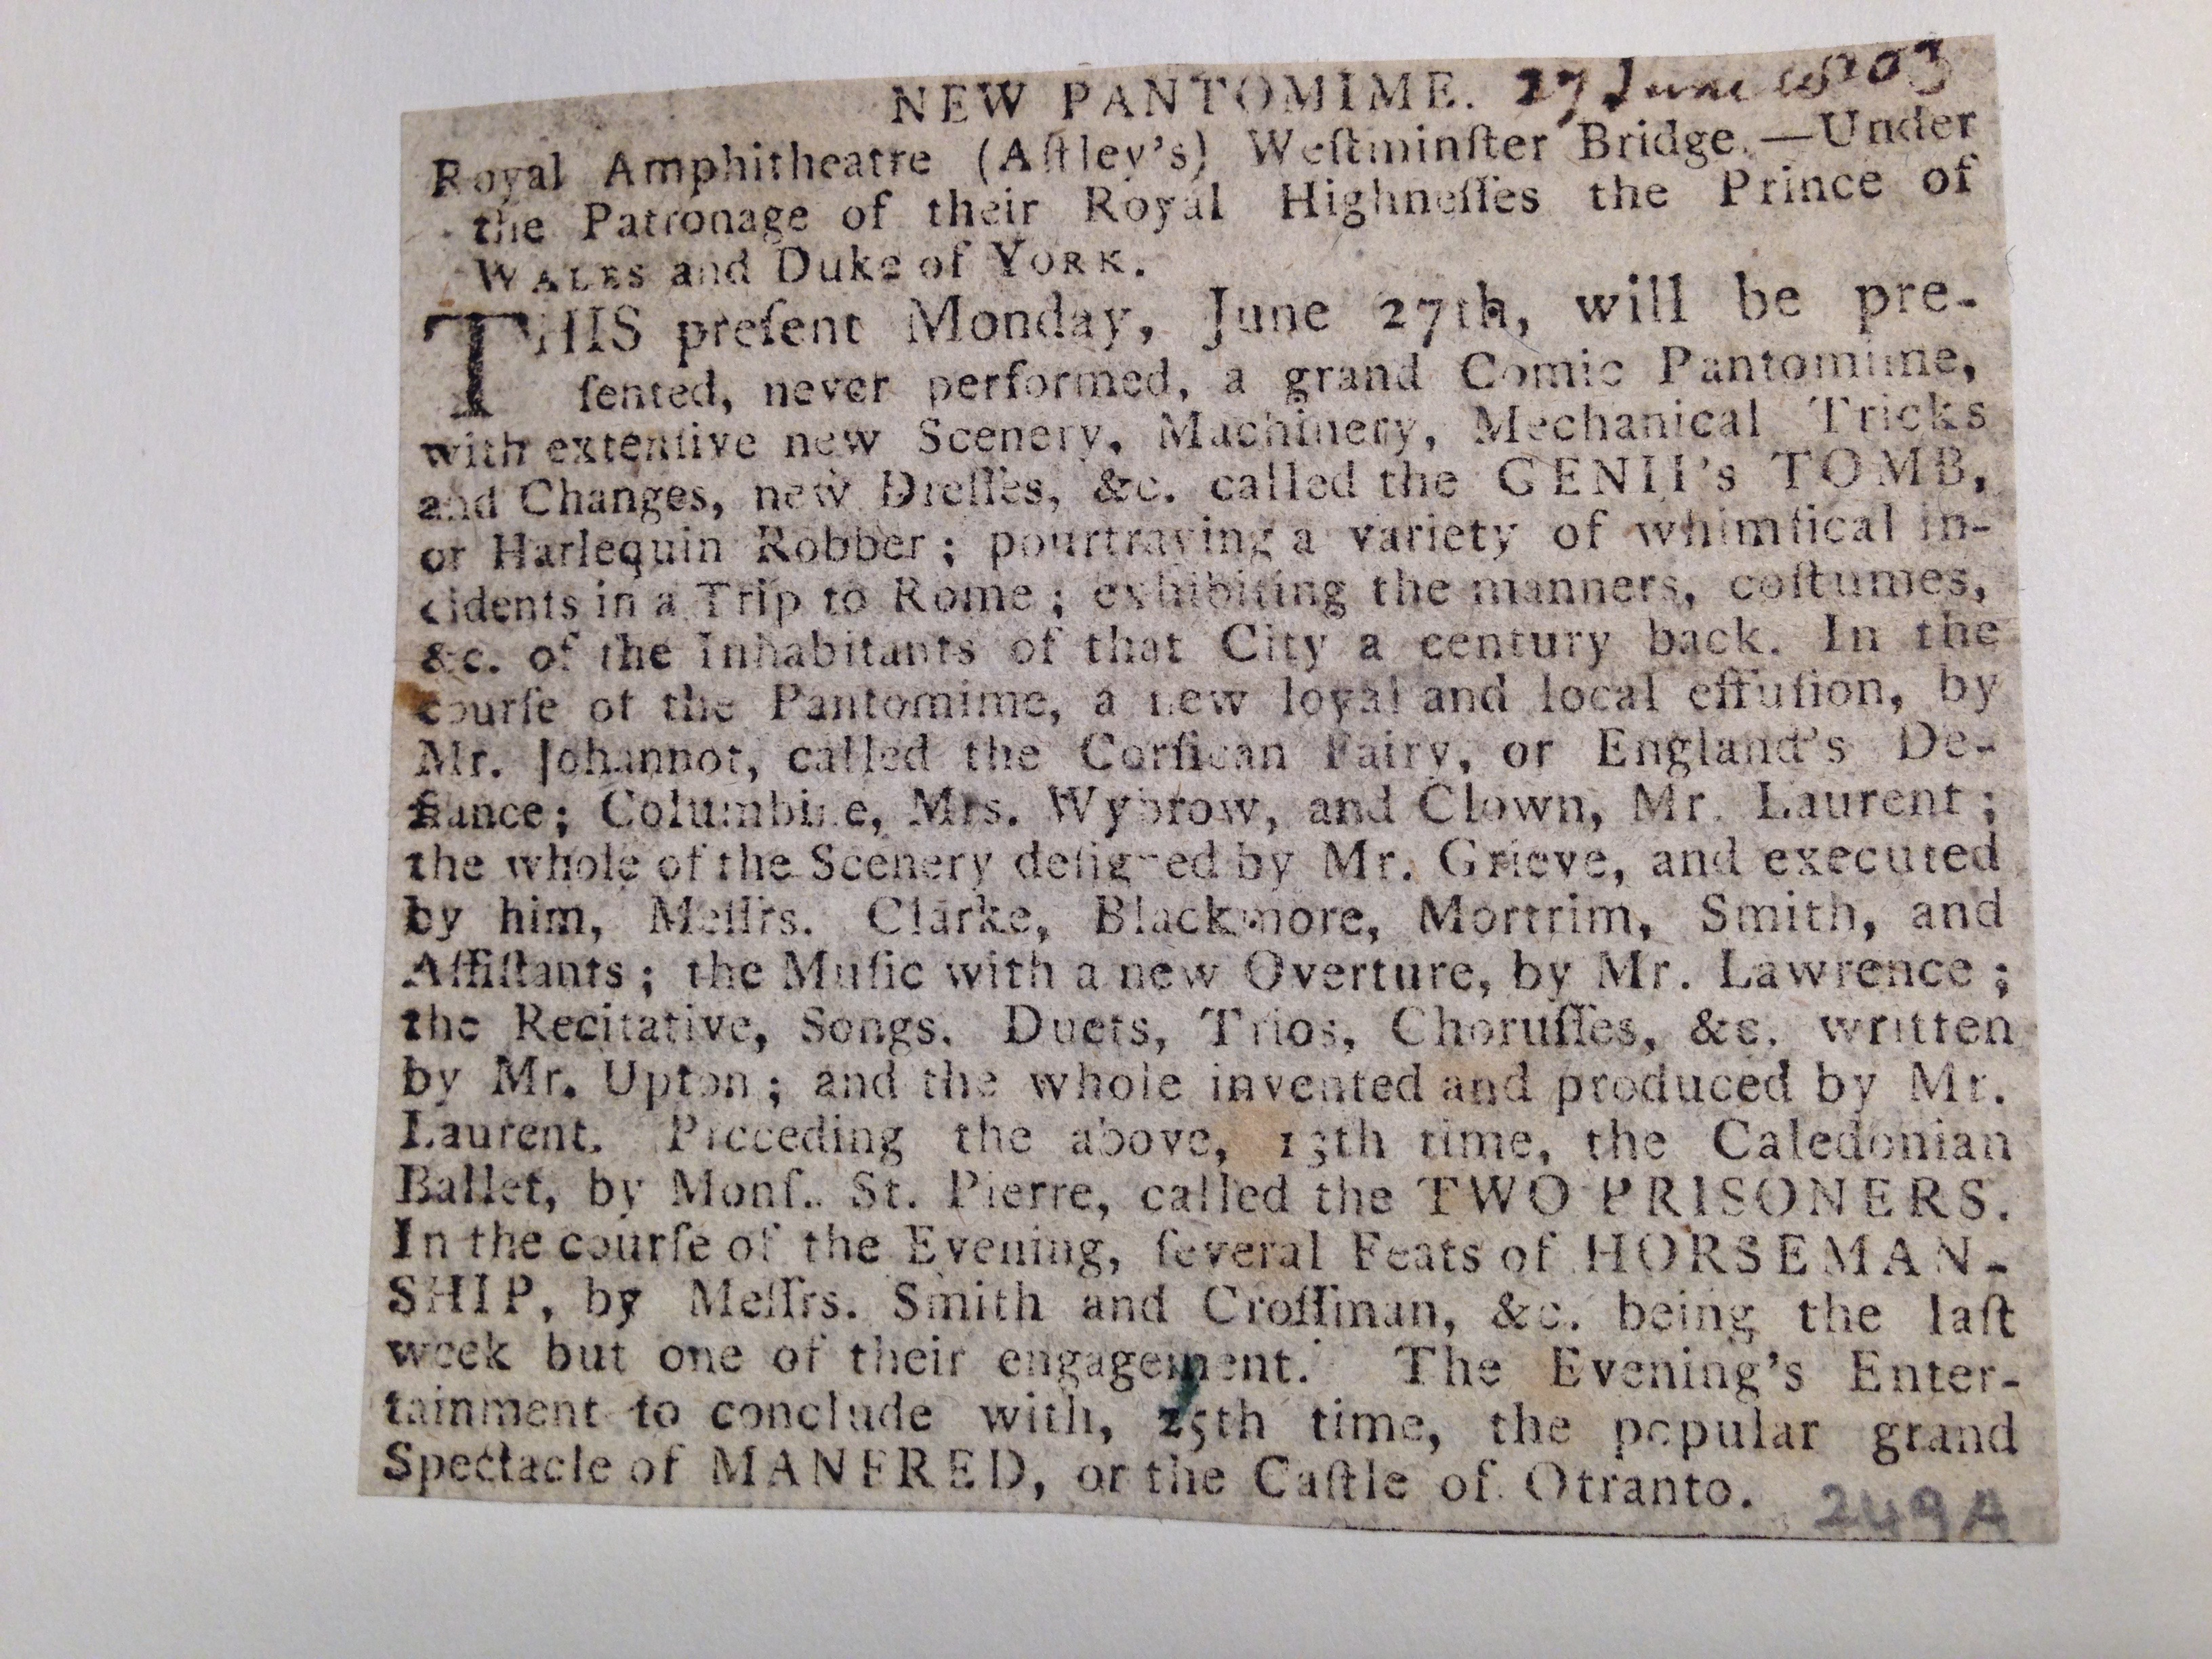 NEW PANTOMIME. 27 June 1803
Royal Amphitheatre (Aſtley's) Weſtminſter Bridge.—Under
the Patronage of their Royal Highneſſes the Prince of
WALES and Duke of YORK.
THIS preſent Monday, June 27th, will be pre-
ſented, never performed, a grand Comic Pantomime,
with extenſive new Scenery, Machinery, Mechanical Tricks
and Changes, new Dreſſes, &c. called the GENII's TOMB,
or Harlequin Robber; pourtraying a variety of whimſical in-
cidents in a Trip to Rome; exhibiting the manners, coſtumes,
&c. of the Inhabitants of that City a century back. In the
courſe of the Pantomime, a new loyal and local effuſion, by
Mr. Johannot, called the Corſican Fairy, or England's De-
fiance; Columbine, Mrs. Wybrow, and Clown, Mr. Laurent;
the whole of the Scenery deſigned by Mr. Grieve, and executed
by him, Meſſrs. Clarke, Blackmore, Mortrim, Smith, and
Aſſiſtants; the Muſic with a new Overture, by Mr. Lawrence;
the Recitative, Songs, Duets, Trios, Choruſſes, &c. written
by Mr. Upton; and the whole invented and produced by Mr.
Laurent. Preceding the above, 13th time, the Caledonian
Ballet, by Monſ. St. Pierre, called the TWO PRISONERS.
In the courſe of the Evening, ſeveral Feats of HORSEMAN-
SHIP, by Meſſrs. Smith and Croſſman, &c. being the laſt
week but one of their engagement. The Evening's Enter-
tainment to conclude with, 25th time, the popular grand
Spectacle of MANFRED, or the Caſtle of Otranto.
249A